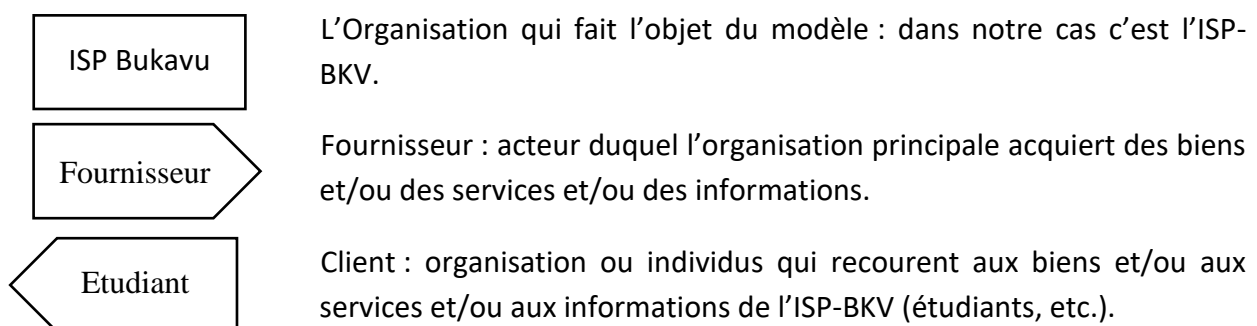 ISP Bukavu
L’Organisation qui fait l’objet du modèle : dans notre cas c’est l’ISP-
BKV.
Fournisseur
Fournisseur : acteur duquel l’organisation principale acquiert des biens
et/ou des services et/ou des informations.
Etudiant
Client : organisation ou individus qui recourent aux biens et/ou aux
services et/ou aux informations de l’ISP-BKV (étudiants, etc.).